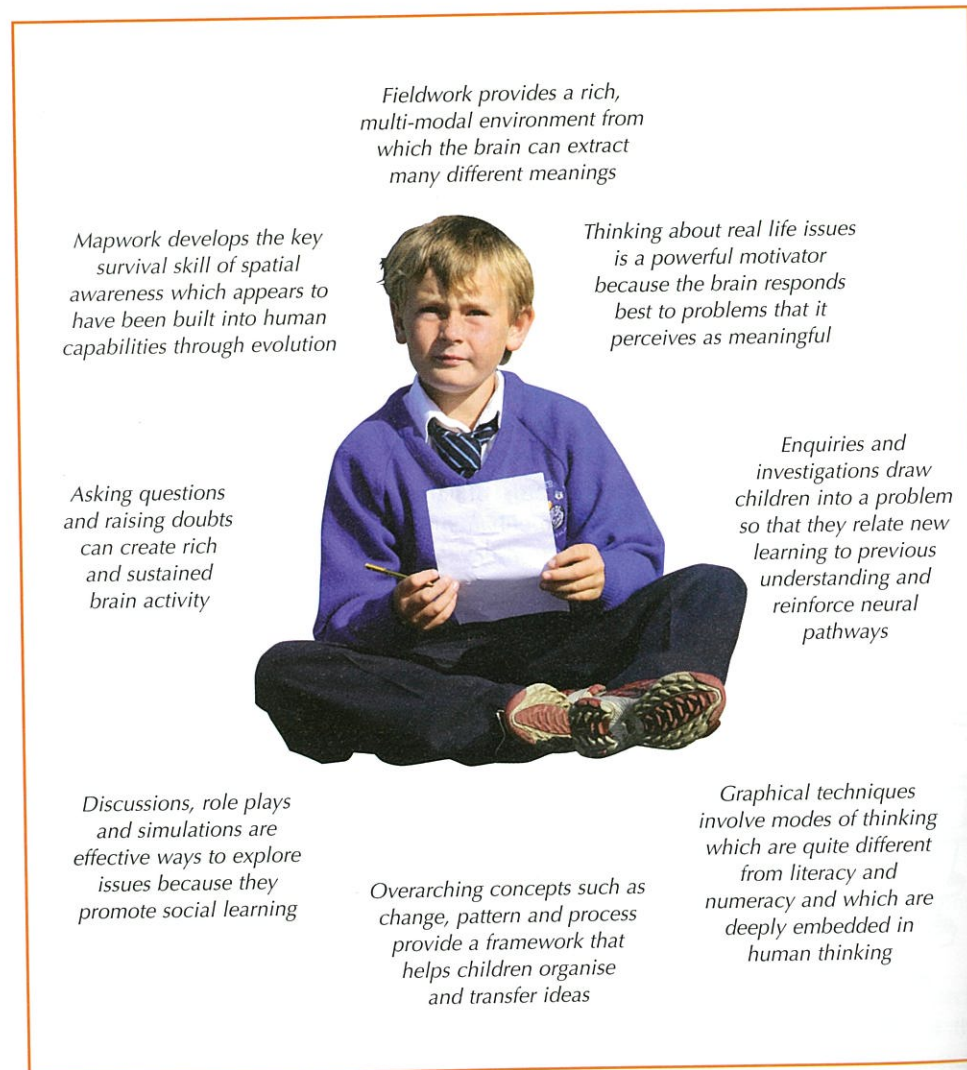 Fieldwork provides a rich,
multi-modal environment from
which the brain can extract
many different meanings
Mapwork develops the key
survival skill of spatial
awareness which appears to
have been built into human
capabilities through evolution
Thinking about real life issues
is a powerful motivator
because the brain responds
best to problems that it
perceives as meaningful
Asking questions
and raising doubts
can create rich
and sustained
brain activity
Enquiries and
investigations draw
children into a problem
so that they relate new
learning to previous
understanding and
reinforce neural
pathways
Discussions, role plays
and simulations are
effective ways to explore
issues because they
promote social learning
Overarching concepts such as
change, pattern and process
provide a framework that
helps children organise
and transfer ideas
Graphical techniques
involve modes of thinking
which are quite different
from literacy and
numeracy and which are
deeply embedded in
human thinking